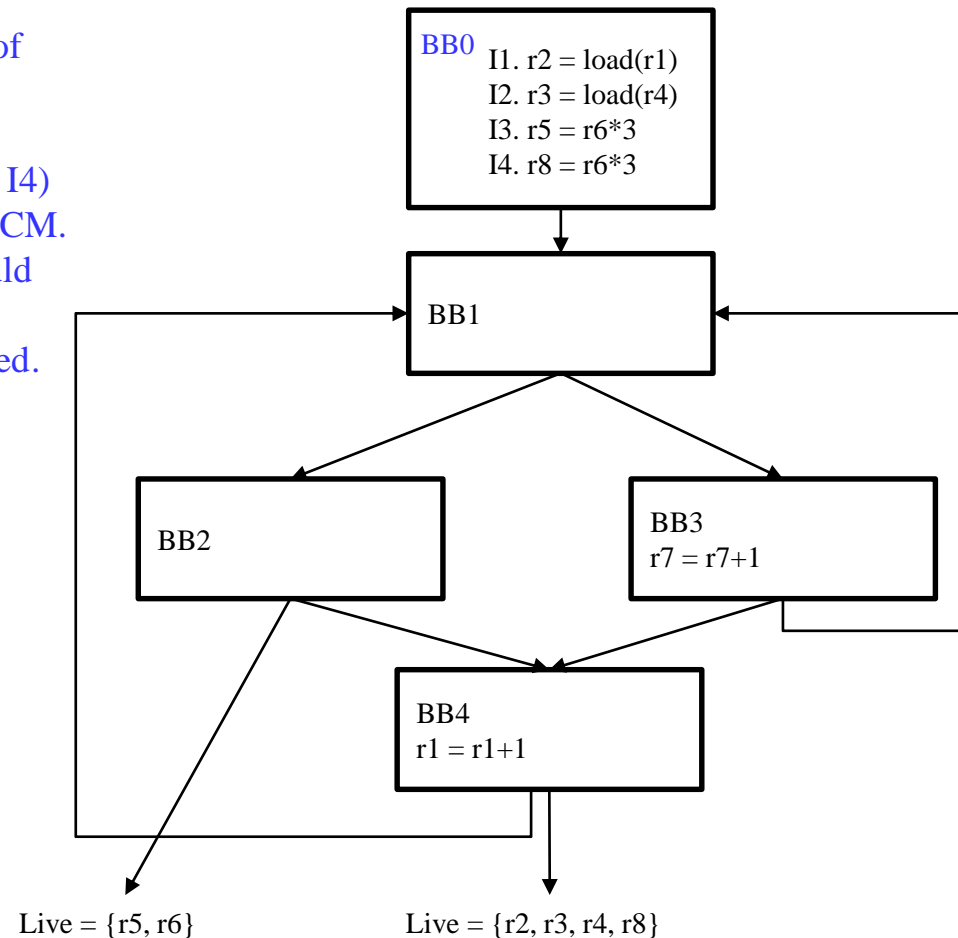 of
I4)
CM.
ld
ed.
BB0
I1. r2 = load(r1)
I2. r3 = load(r4)
I3. r5 = r6*3
I4. r8 = r6*3
BB1
BB2
BB3
r7 = r7+1
BB4
r1 = r1+1
Live = {r5, r6}
Live = {r2, r3, r4, r8}